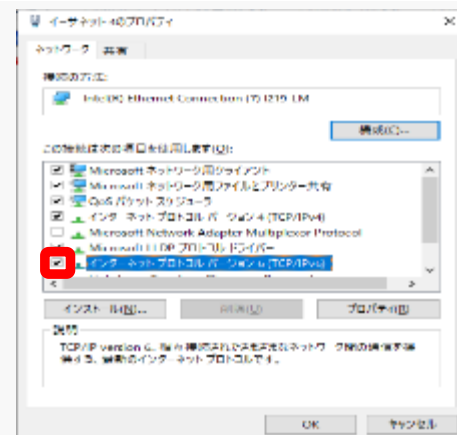 イーサネット 4のプロパティ
ネットワーク 共有
接続の方法:
Intel(R) Ethernet Connection (7) I219-LM
構成(C)...
この接続は次の項目を使用します(O):
Microsoft ネットワーク用クライアント
Microsoft ネットワーク用ファイルとプリンター共有
QoS パケット スケジューラ
インターネット プロトコル バージョン 4 (TCP/IPv4)
Microsoft Network Adapter Multiplexor Protocol
Microsoft LLDP プロトコル ドライバー
インターネット プロトコル バージョン 6 (TCP/IPv6)
インストール(N)... 削除(U) プロパティ(R)
説明
TCP/IP version 6。相互接続されたさまざまなネットワーク間の通信を提
供する、最新のインターネット プロトコルです。
OK キャンセル